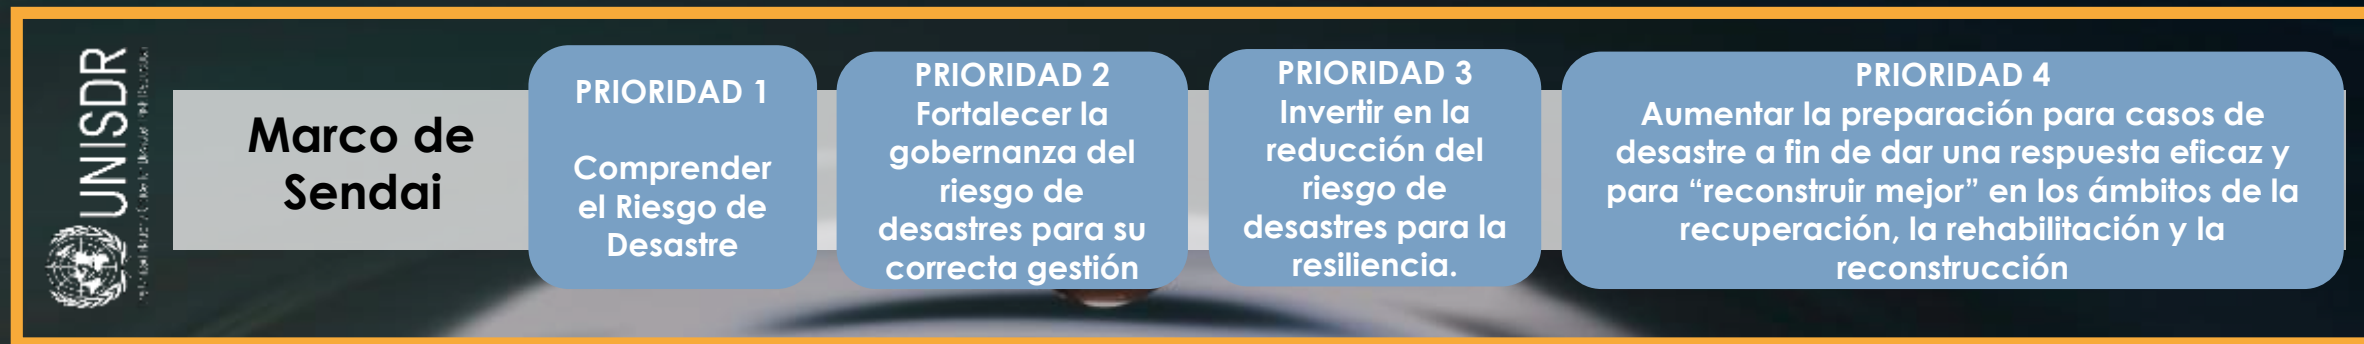 UNISDR
Marco de
Sendai
PRIORIDAD 1
Comprender
el Riesgo de
Desastre
PRIORIDAD 2
Fortalecer la
gobernanza del
riesgo de
desastres para su
correcta gestión
PRIORIDAD 3
Invertir en la
reducción del
riesgo de
desastres para la
resiliencia.
PRIORIDAD 4
Aumentar la preparación para casos de
desastre a fin de dar una respuesta eficaz y
para “reconstruir mejor” en los ámbitos de la
recuperación, la rehabilitación y la
reconstrucción